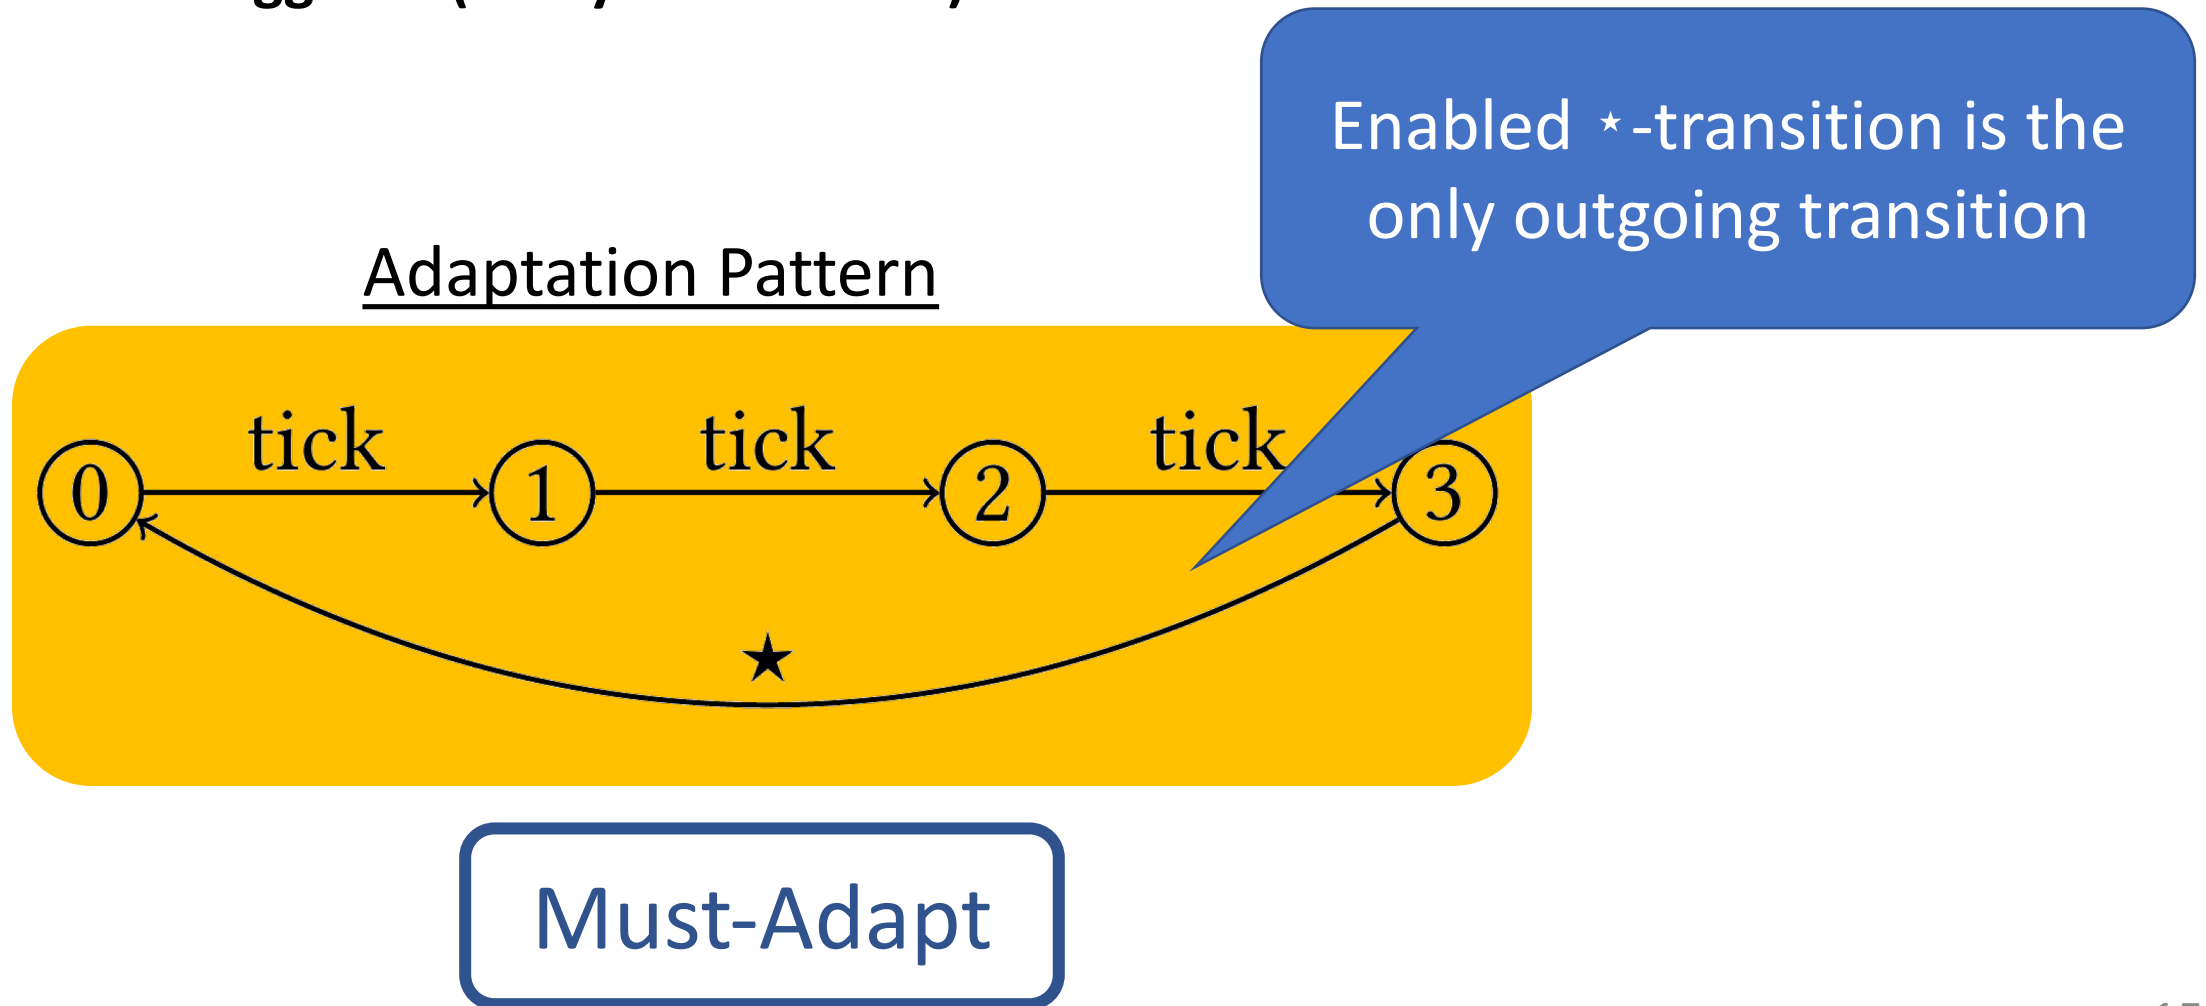 Enabled ⋆-transition is the
only outgoing transition
Adaptation Pattern
tick tick tick
0 1 2 3
★
Must-Adapt